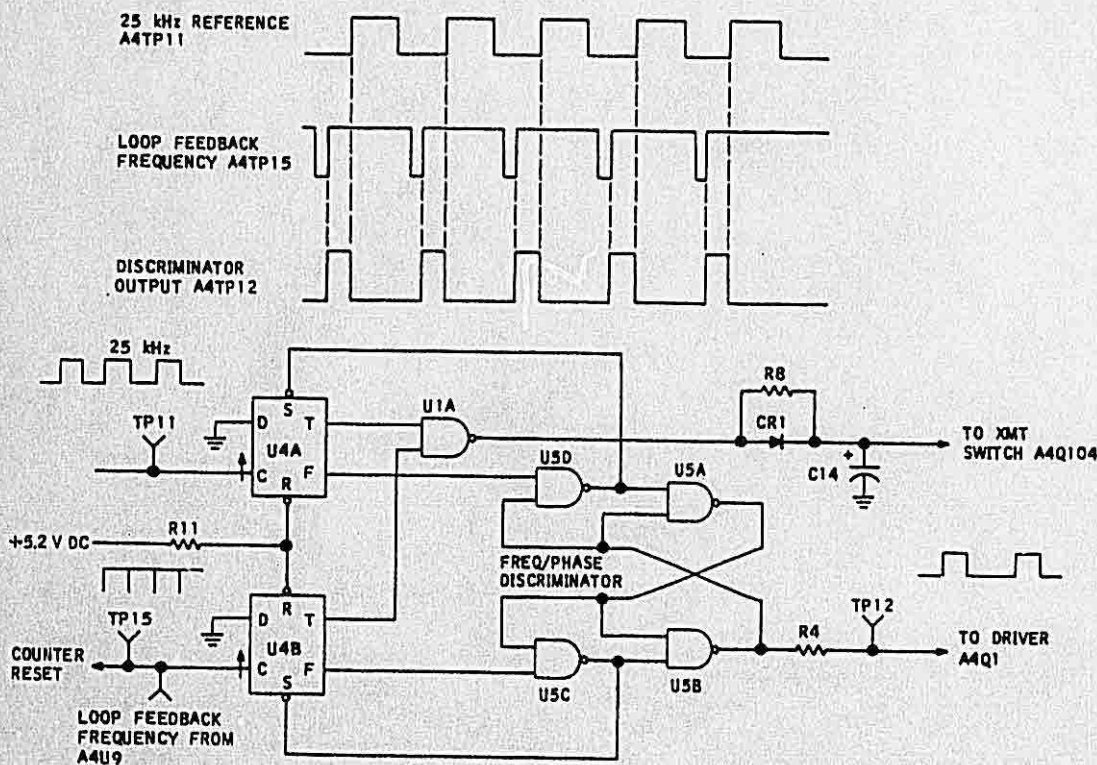 25 kHz REFERENCE
A4TP11
LOOP FEEDBACK
FREQUENCY A4TP15
DISCRIMINATOR
OUTPUT A4TP12
25 kHz
TP11
D
S
T
U4A
C
R
F
U1A
R8
CR1
C14
+
TO XMT
SWITCH A4Q104
U5D
U5A
+5.2 V DC
R11
FREQ/PHASE
DISCRIMINATOR
TP15
D
R
T
U4B
C
S
F
U5C
U5B
R4
TP12
TO DRIVER
A4Q1
COUNTER
RESET
LOOP FEEDBACK
FREQUENCY FROM
A4U9